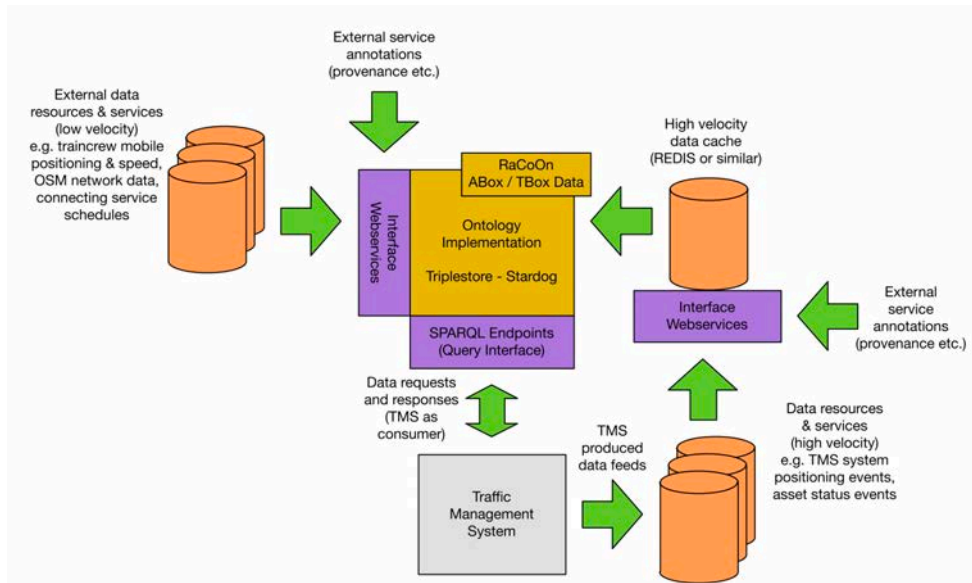 External service
annotations
(provenance etc.)
External data
resources & services
(low velocity)
e.g. traincrew mobile
positioning & speed,
OSM network data,
connecting service
schedules
High velocity
data cache
(REDIS or similar)
RaCoOn
ABox / TBox Data
Interface
Webservices
Ontology
Implementation
Triplestore - Stardog
SPARQL Endpoints
(Query Interface)
Interface
Webservices
External
service
annotations
(provenance etc.)
Data requests
and responses
(TMS as
consumer)
TMS
produced
data feeds
Data resources
& services
(high velocity)
e.g. TMS system
positioning events,
asset status events
Traffic
Management
System